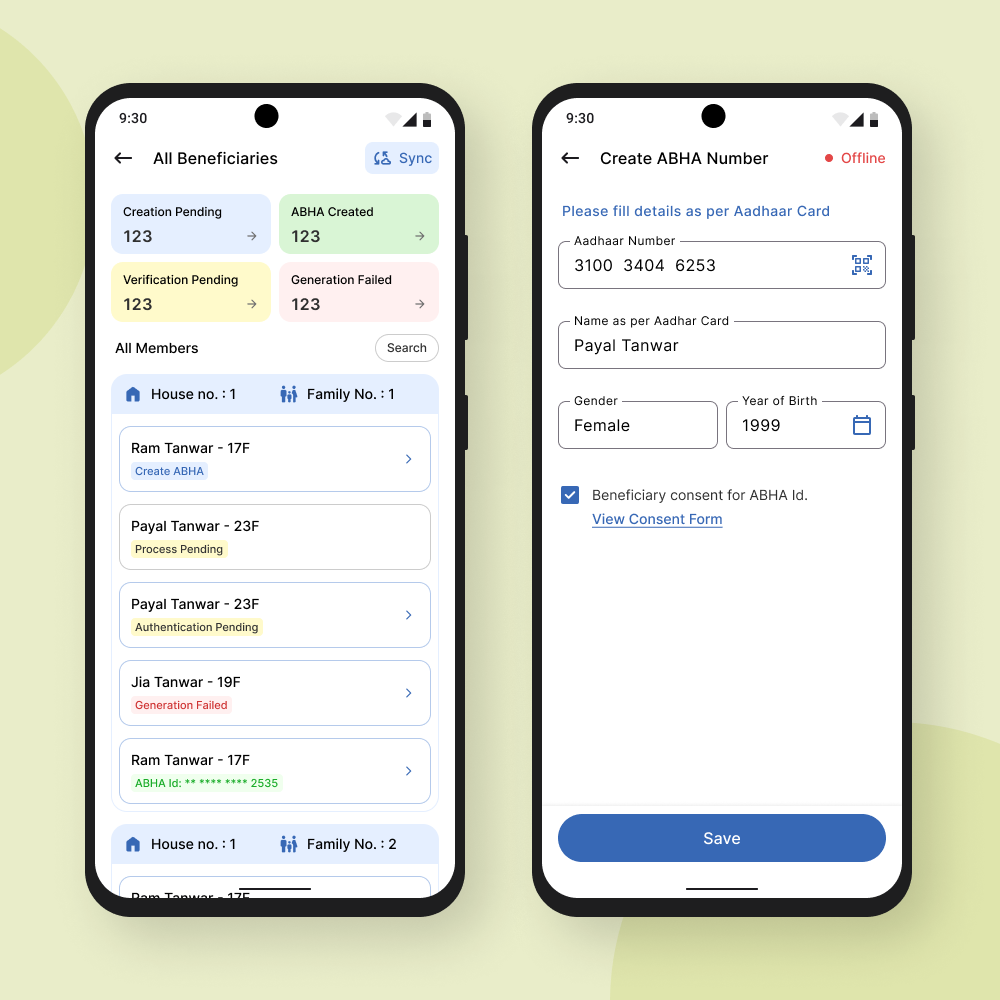 9:30
All Beneficiaries
Sync
Creation Pending
123
ABHA Created
123
Verification Pending
123
Generation Failed
123
All Members
Search
House no. : 1
Family No. : 1
Ram Tanwar - 17F
Create ABHA
Payal Tanwar - 23F
Process Pending
Payal Tanwar - 23F
Authentication Pending
Jia Tanwar - 19F
Generation Failed
Ram Tanwar - 17F
ABHA Id: ** **** **** 2535
House no. : 1
Family No. : 2
Ram Tanwar - 17F
9:30
Create ABHA Number
Offline
Please fill details as per Aadhaar Card
Aadhaar Number
3100 3404 6253
Name as per Aadhar Card
Payal Tanwar
Gender
Female
Year of Birth
1999
Beneficiary consent for ABHA Id.
View Consent Form
Save